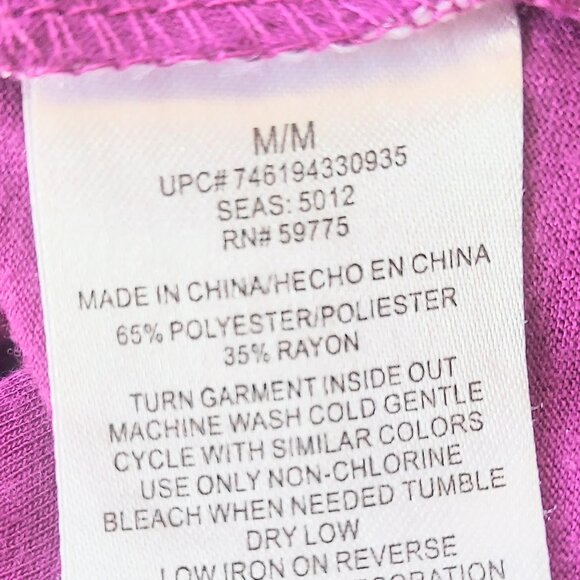 M/M
UPC# 746194330935
SEAS: 5012
RN# 59775
MADE IN CHINA/HECHO EN CHINA
65% POLYESTER/POLIESTER
35% RAYON
TURN GARMENT INSIDE OUT
MACHINE WASH COLD GENTLE
CYCLE WITH SIMILAR COLORS
USE ONLY NON-CHLORINE
BLEACH WHEN NEEDED TUMBLE
DRY LOW
LOW IRON ON REVERSE